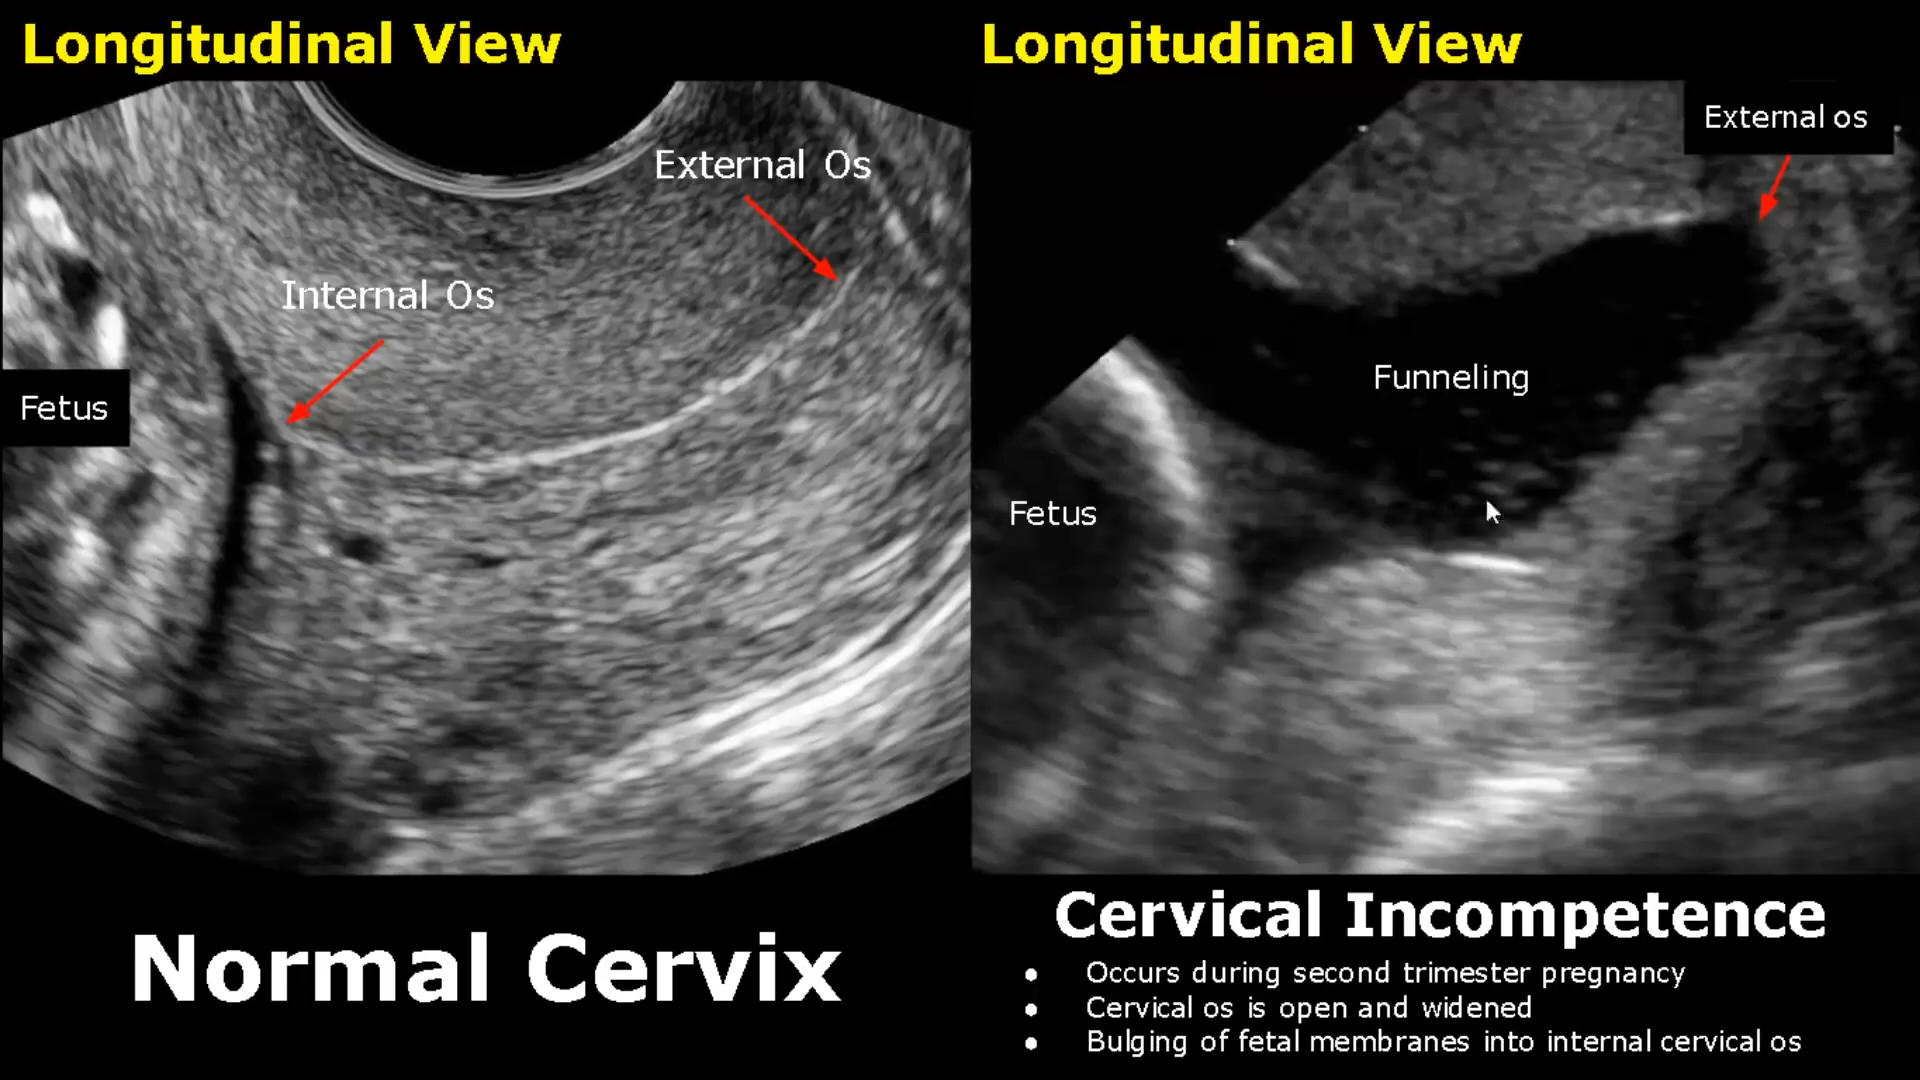 Longitudinal View
External Os
Internal Os
Fetus
Normal Cervix
Longitudinal View
External os
Funneling
Fetus
Cervical Incompetence
• Occurs during second trimester pregnancy
• Cervical os is open and widened
• Bulging of fetal membranes into internal cervical os